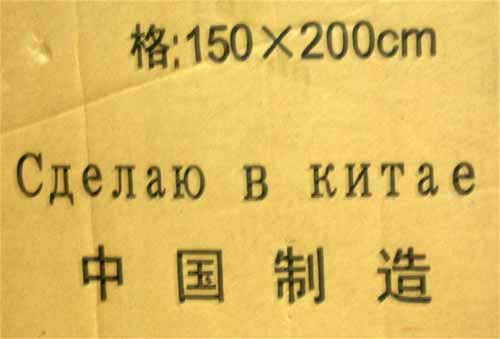 格:150×200cm
Сделаю в китае
中国制造